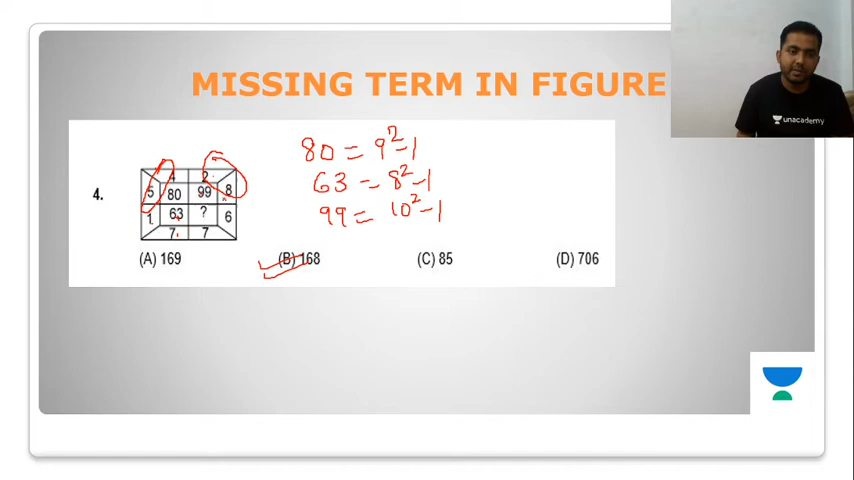 MISSING TERM IN FIGURE
unacademy
80 = 9²-1
63 = 8²-1
99 = 10²-1
4.
4 2
5 80 99 8
1 63 ? 6
7 7
(A) 169 (B) 168 (C) 85 (D) 706